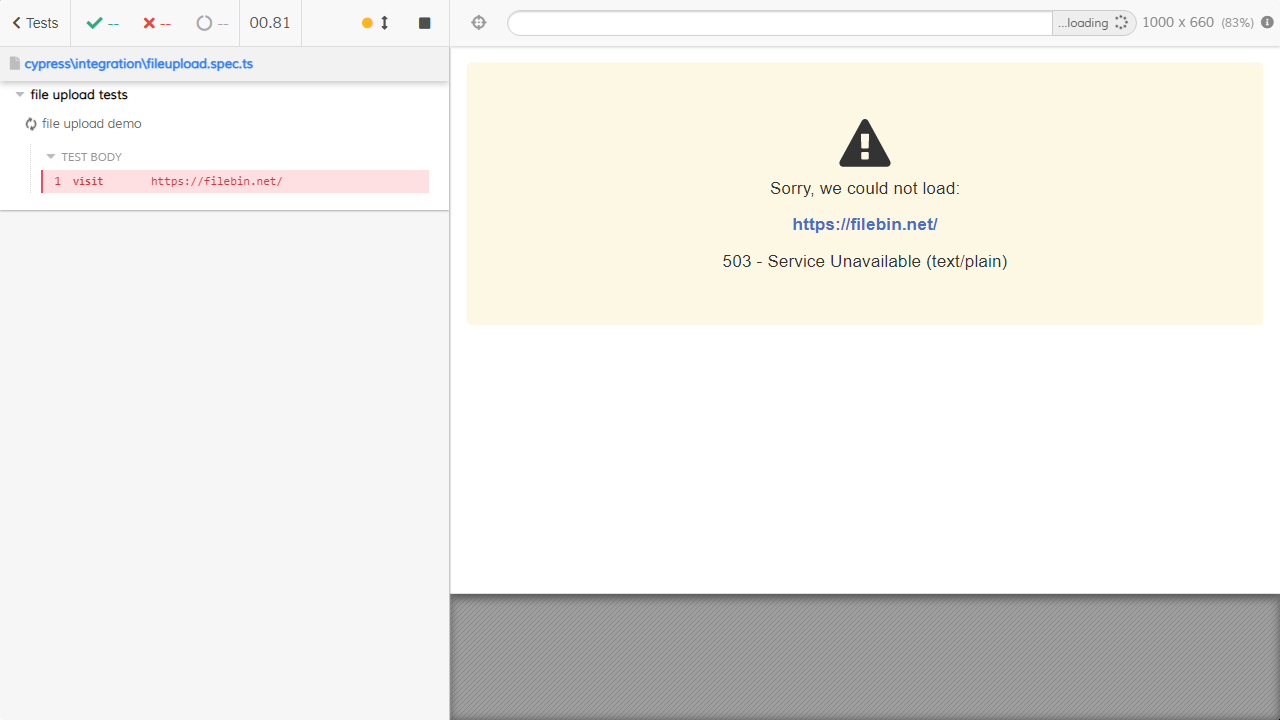 Tests -- -- -- 00.81
...loading 1000 x 660 (83%)
cypress\integration\fileupload.spec.ts
file upload tests
file upload demo
TEST BODY
1 visit https://filebin.net/
Sorry, we could not load:
https://filebin.net/
503 - Service Unavailable (text/plain)